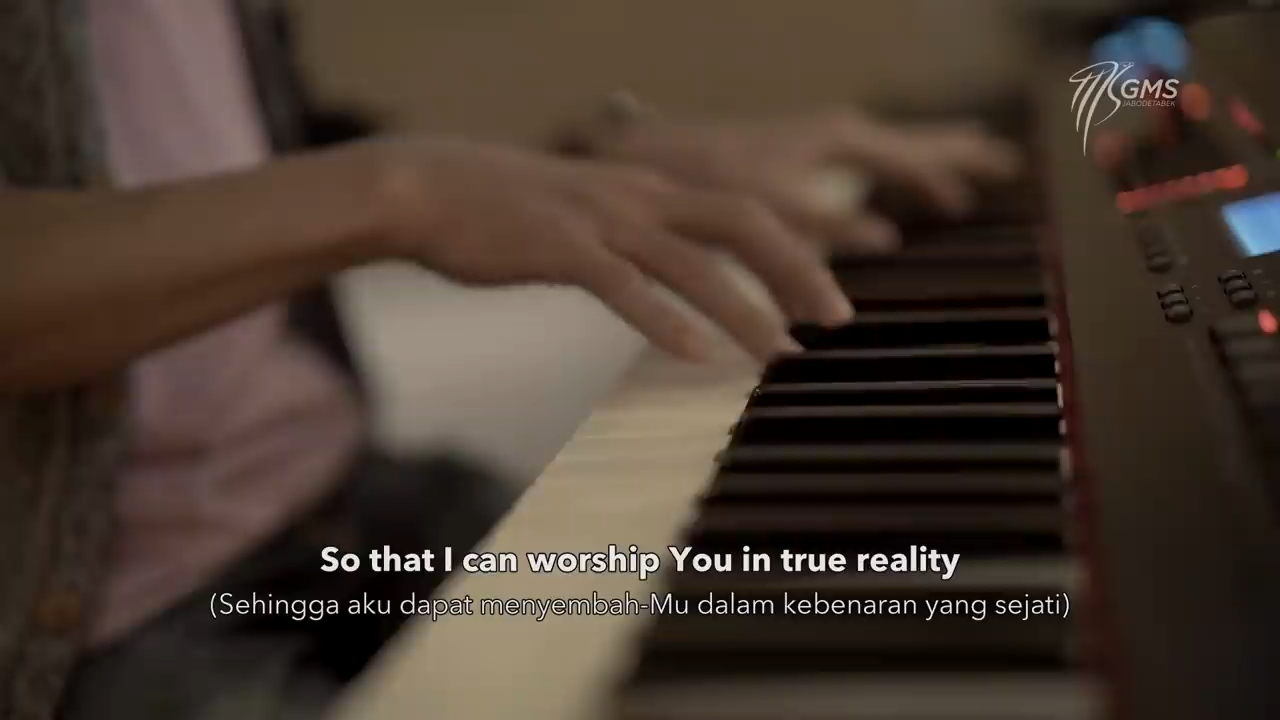 GMS
JABODETABEK
So that I can worship You in true reality
(Sehingga aku dapat menyembah-Mu dalam kebenaran yang sejati)